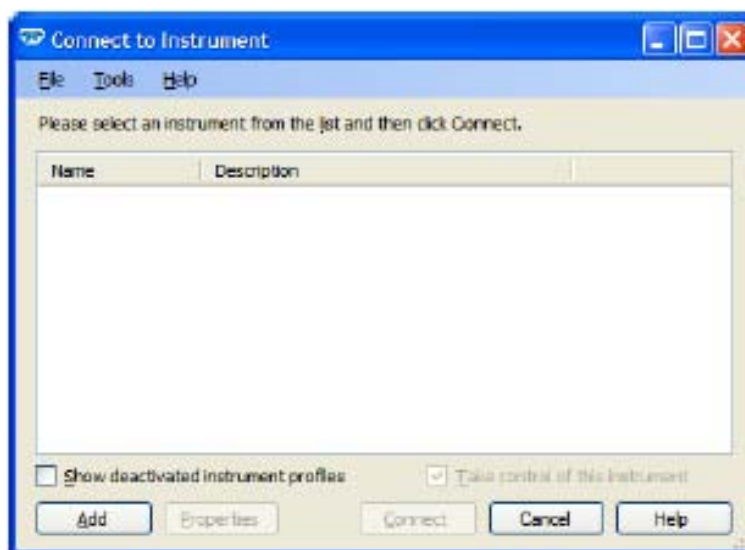 Connect to Instrument
File Tools Help
Please select an instrument from the list and then click Connect.
Name Description
Show deactivated instrument profiles Take control of this instrument
Add Properties Connect Cancel Help